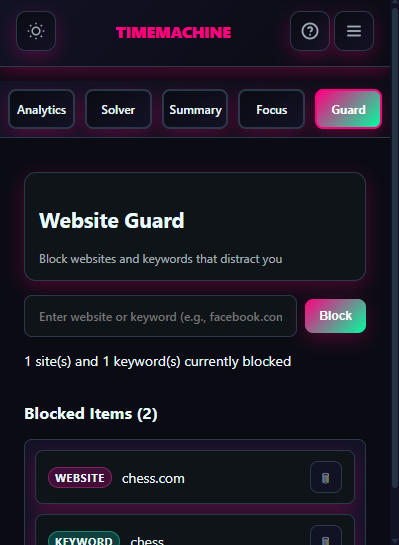 TIMEMACHINE
Analytics Solver Summary Focus Guard
Website Guard
Block websites and keywords that distract you
Enter website or keyword (e.g., facebook.con Block
1 site(s) and 1 keyword(s) currently blocked
Blocked Items (2)
WEBSITE chess.com
KEYWORD chess